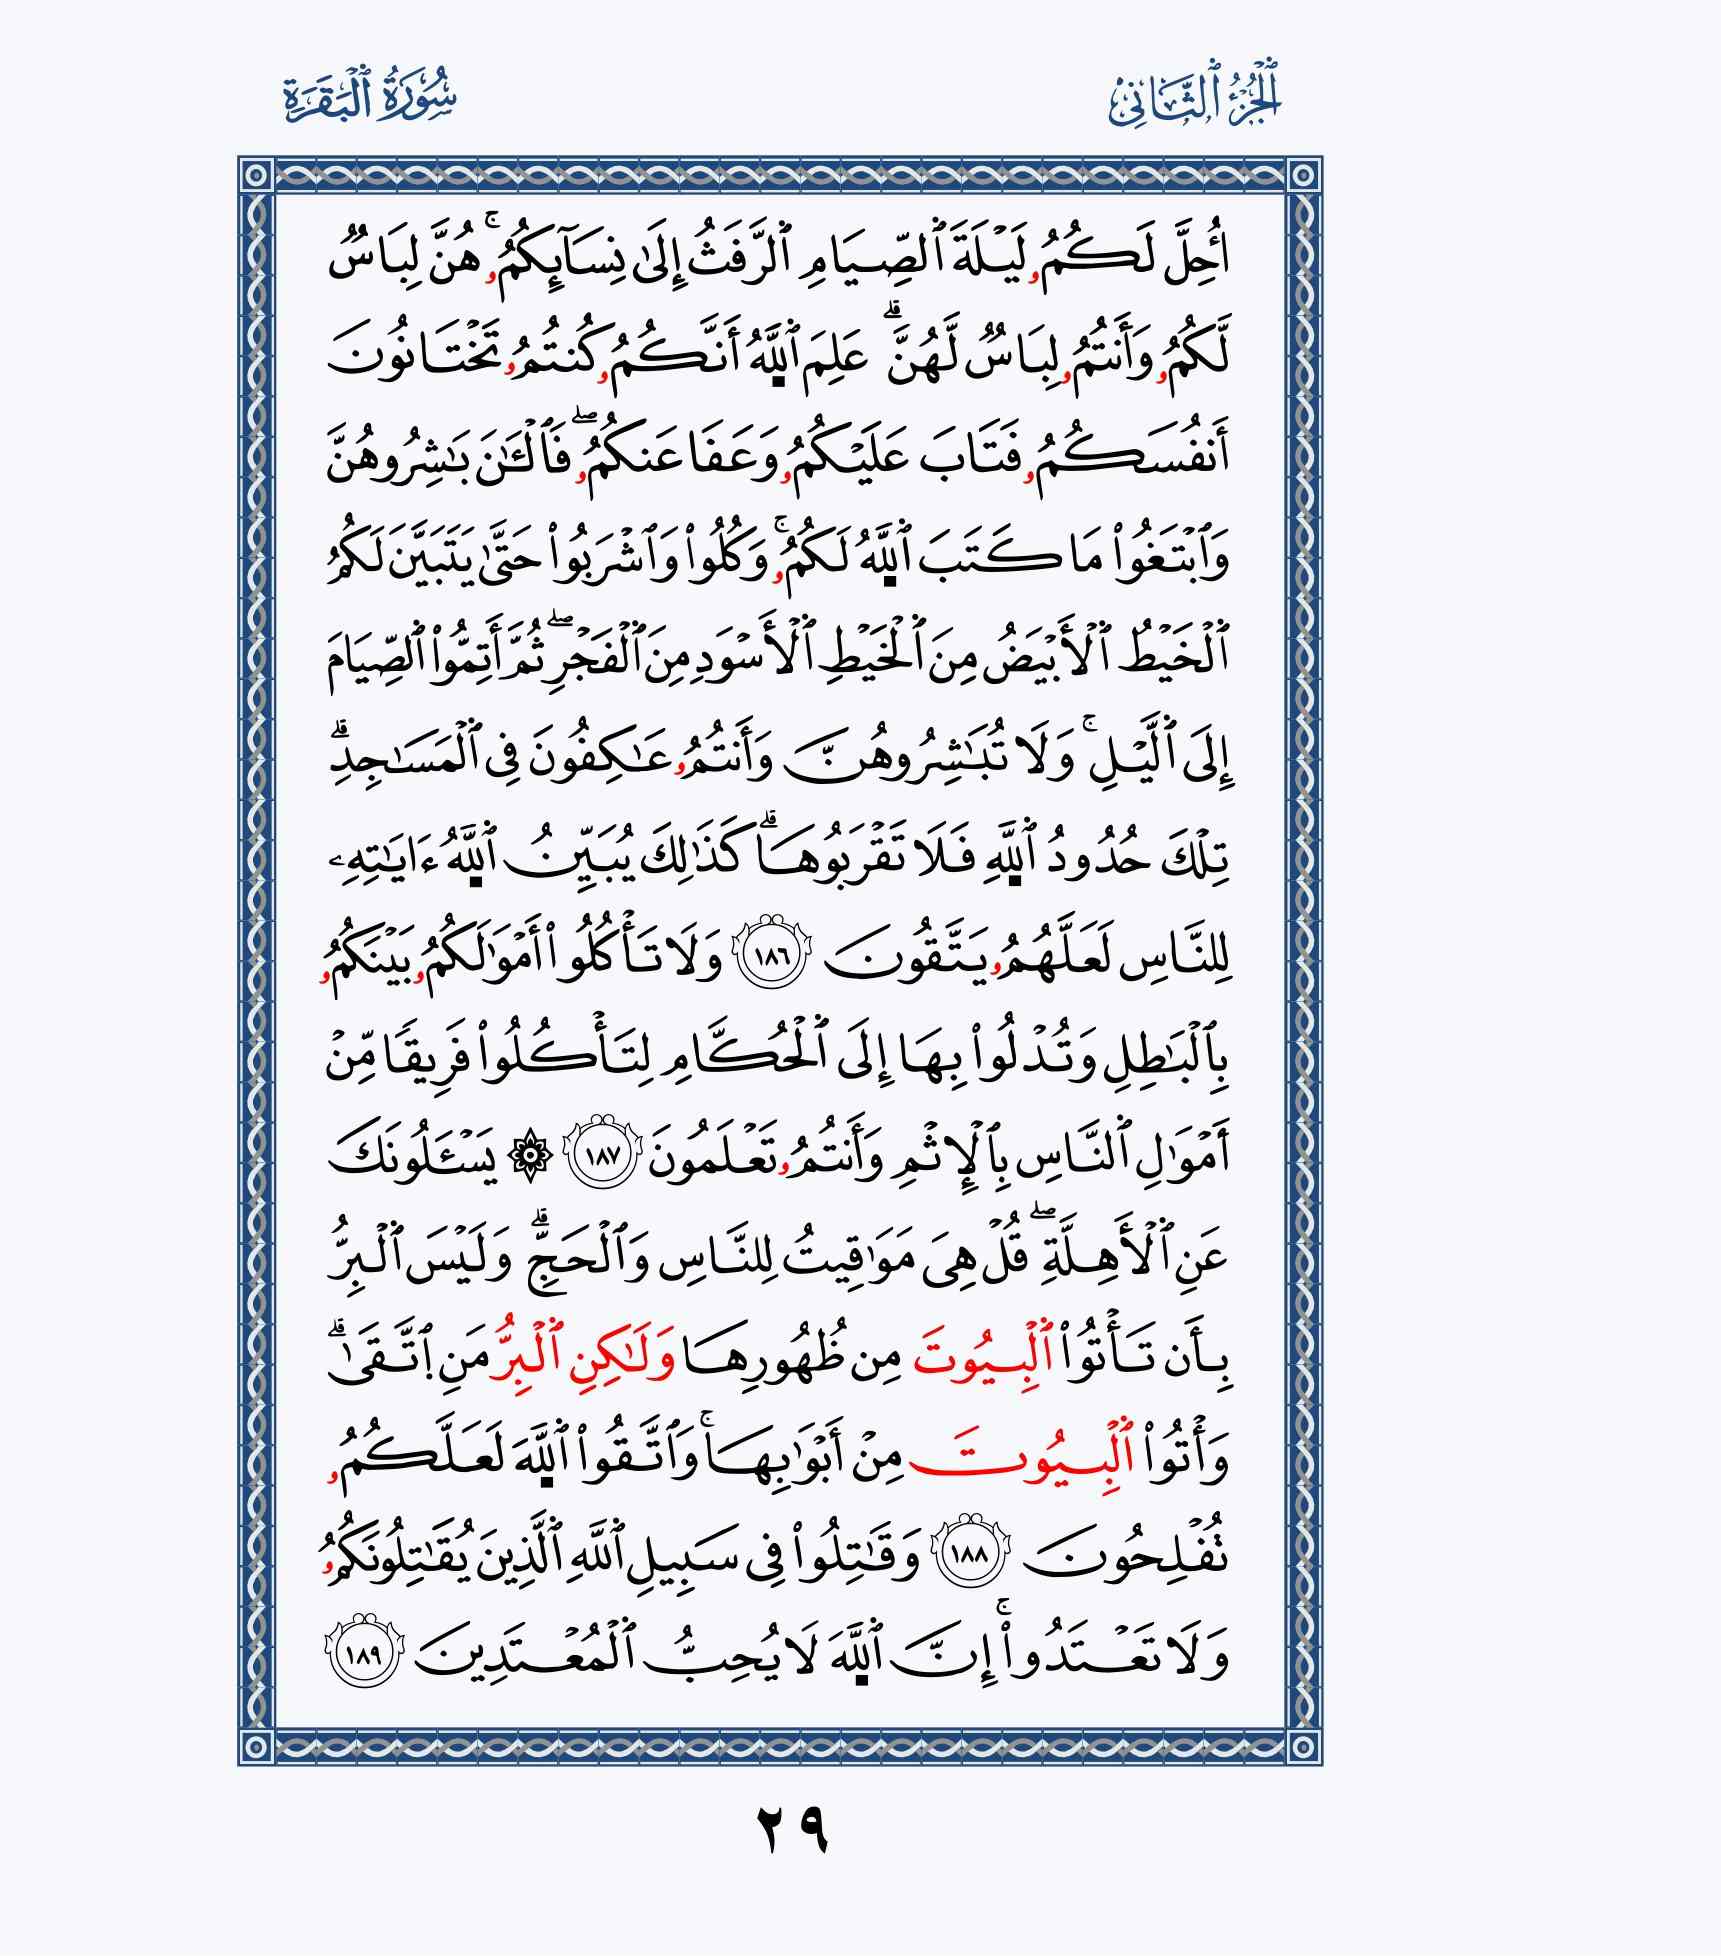 ٱلْجُزْءُ ٱلثَّانِى
سُورَةُ ٱلْبَقَرَةِ
أُحِلَّ لَكُمُۥ لَيْلَةَ ٱلصِّيَامِ ٱلرَّفَثُ إِلَىٰ نِسَآئِكُمُۥ ۚ هُنَّ لِبَاسٌ
لَّكُمُۥ وَأَنتُمُۥ لِبَاسٌ لَّهُنَّ ۗ عَلِمَ ٱللَّهُ أَنَّكُمُۥ كُنتُمُۥ تَخْتَانُونَ
أَنفُسَكُمُۥ فَتَابَ عَلَيْكُمُۥ وَعَفَا عَنكُمُۥ ۖ فَٱلْـَٰٔنَ بَٰشِرُوهُنَّ
وَٱبْتَغُوا۟ مَا كَتَبَ ٱللَّهُ لَكُمُۥ ۚ وَكُلُوا۟ وَٱشْرَبُوا۟ حَتَّىٰ يَتَبَيَّنَ لَكُمُ
ٱلْخَيْطُ ٱلْأَبْيَضُ مِنَ ٱلْخَيْطِ ٱلْأَسْوَدِ مِنَ ٱلْفَجْرِ ۖ ثُمَّ أَتِمُّوا۟ ٱلصِّيَامَ
إِلَى ٱلَّيْلِ ۚ وَلَا تُبَٰشِرُوهُنَّ وَأَنتُمُۥ عَٰكِفُونَ فِى ٱلْمَسَٰجِدِ ۗ
تِلْكَ حُدُودُ ٱللَّهِ فَلَا تَقْرَبُوهَا ۗ كَذَٰلِكَ يُبَيِّنُ ٱللَّهُ ءَايَٰتِهِۦ
لِلنَّاسِ لَعَلَّهُمُۥ يَتَّقُونَ ١٨٦ وَلَا تَأْكُلُوا۟ أَمْوَٰلَكُمُۥ بَيْنَكُمُۥ
بِٱلْبَٰطِلِ وَتُدْلُوا۟ بِهَا إِلَى ٱلْحُكَّامِ لِتَأْكُلُوا۟ فَرِيقًا مِّنْ
أَمْوَٰلِ ٱلنَّاسِ بِٱلْإِثْمِ وَأَنتُمُۥ تَعْلَمُونَ ١٨٧ ۞ يَسْـَٔلُونَكَ
عَنِ ٱلْأَهِلَّةِ ۖ قُلْ هِىَ مَوَٰقِيتُ لِلنَّاسِ وَٱلْحَجِّ ۗ وَلَيْسَ ٱلْبِرُّ
بِأَن تَأْتُوا۟ ٱلْبِيُوتَ مِن ظُهُورِهَا وَلَٰكِنِ ٱلْبِرُّ مَنِ ٱتَّقَىٰ ۗ
وَأْتُوا۟ ٱلْبِيُوتَ مِنْ أَبْوَٰبِهَا ۚ وَٱتَّقُوا۟ ٱللَّهَ لَعَلَّكُمُۥ
تُفْلِحُونَ ١٨٨ وَقَٰتِلُوا۟ فِى سَبِيلِ ٱللَّهِ ٱلَّذِينَ يُقَٰتِلُونَكُمُۥ
وَلَا تَعْتَدُوا۟ ۚ إِنَّ ٱللَّهَ لَا يُحِبُّ ٱلْمُعْتَدِينَ ١٨٩
٢٩